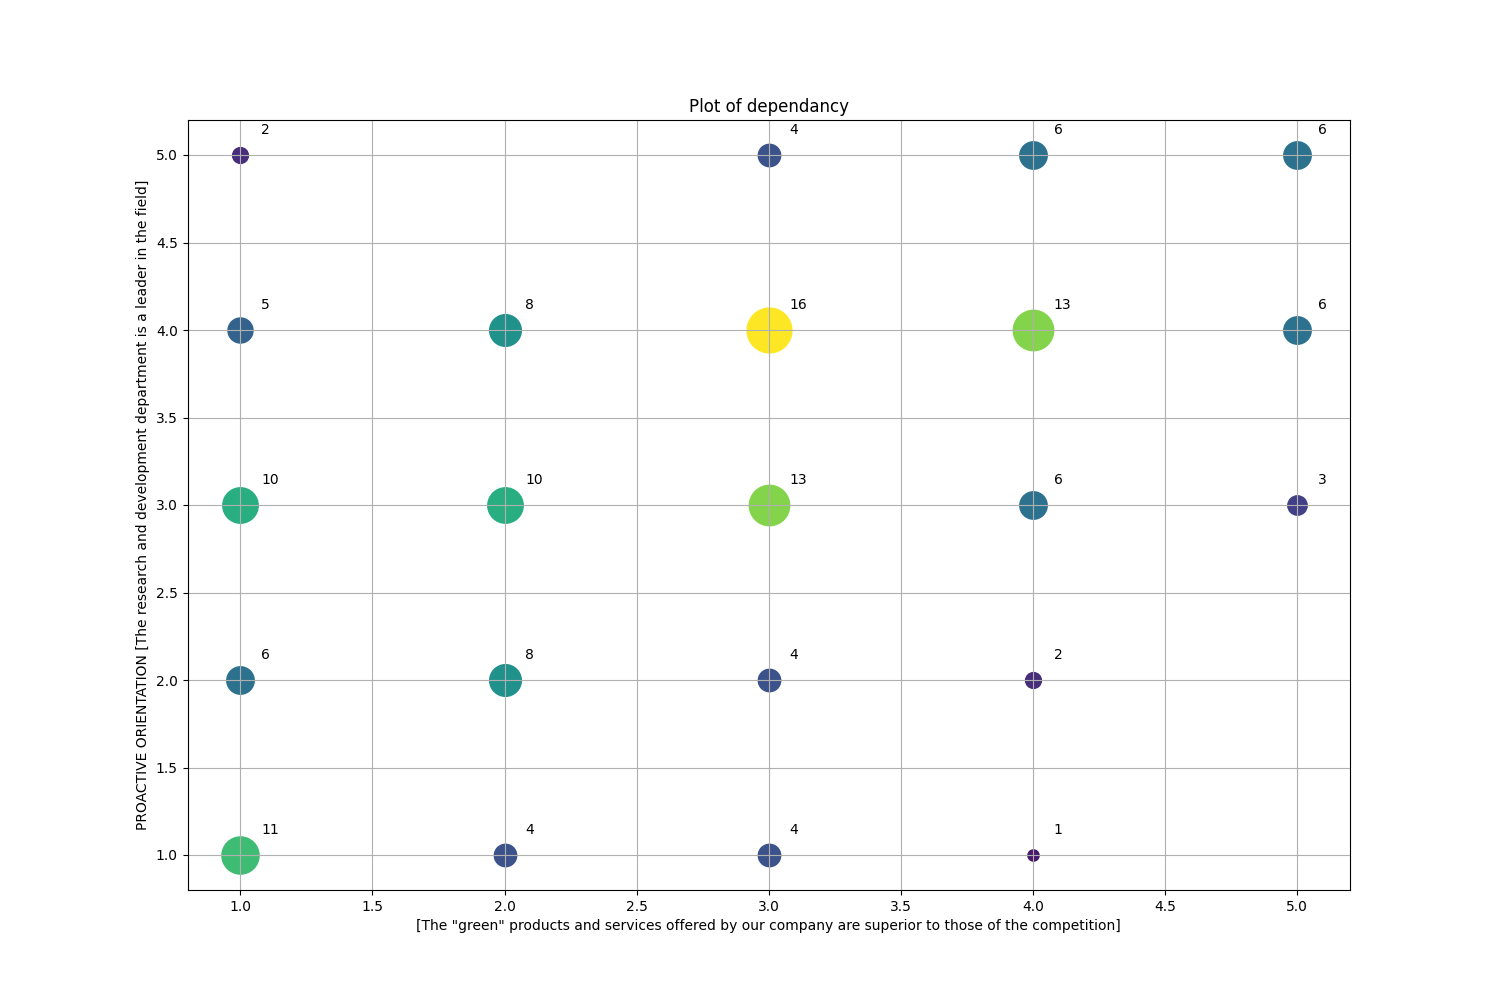 Plot of dependancy
2 4 6 6
5.0
4.5
5 8 16 13 6
4.0
3.5
10 10 13 6 3
3.0
2.5
6 8 4 2
2.0
1.5
11 4 4 1
1.0
1.0 1.5 2.0 2.5 3.0 3.5 4.0 4.5 5.0
[The "green" products and services offered by our company are superior to those of the competition]
PROACTIVE ORIENTATION [The research and development department is a leader in the field]